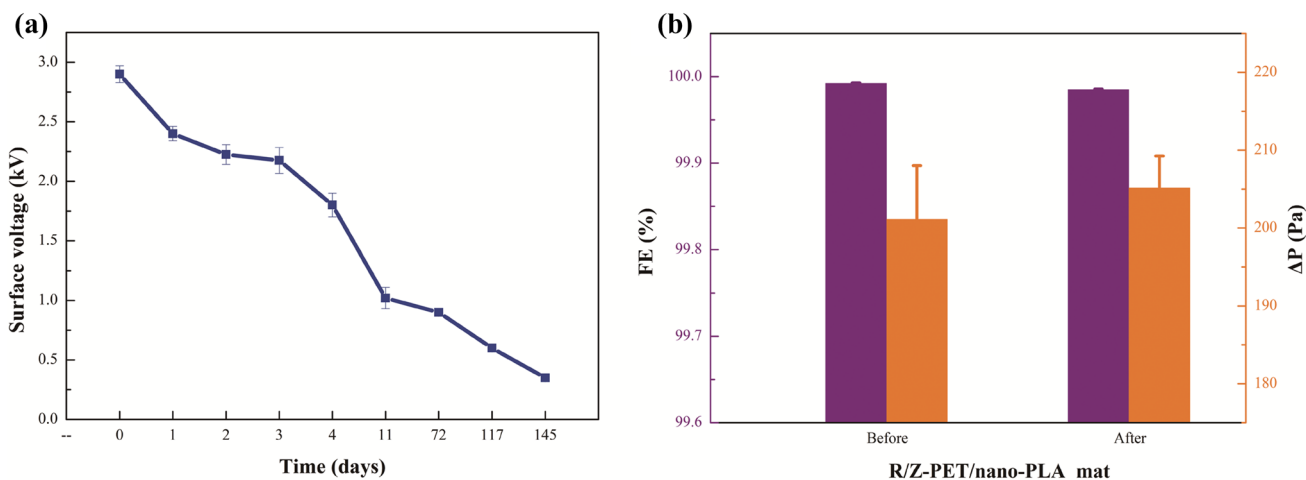 (a)
Surface voltage (kV)
3.0
2.5
2.0
1.5
1.0
0.5
0.0
-- 0 1 2 3 4 11 72 117 145
Time (days)
(b)
FE (%)
100.0
99.9
99.8
99.7
99.6
220
210
200
190
180
ΔP (Pa)
Before After
R/Z-PET/nano-PLA mat